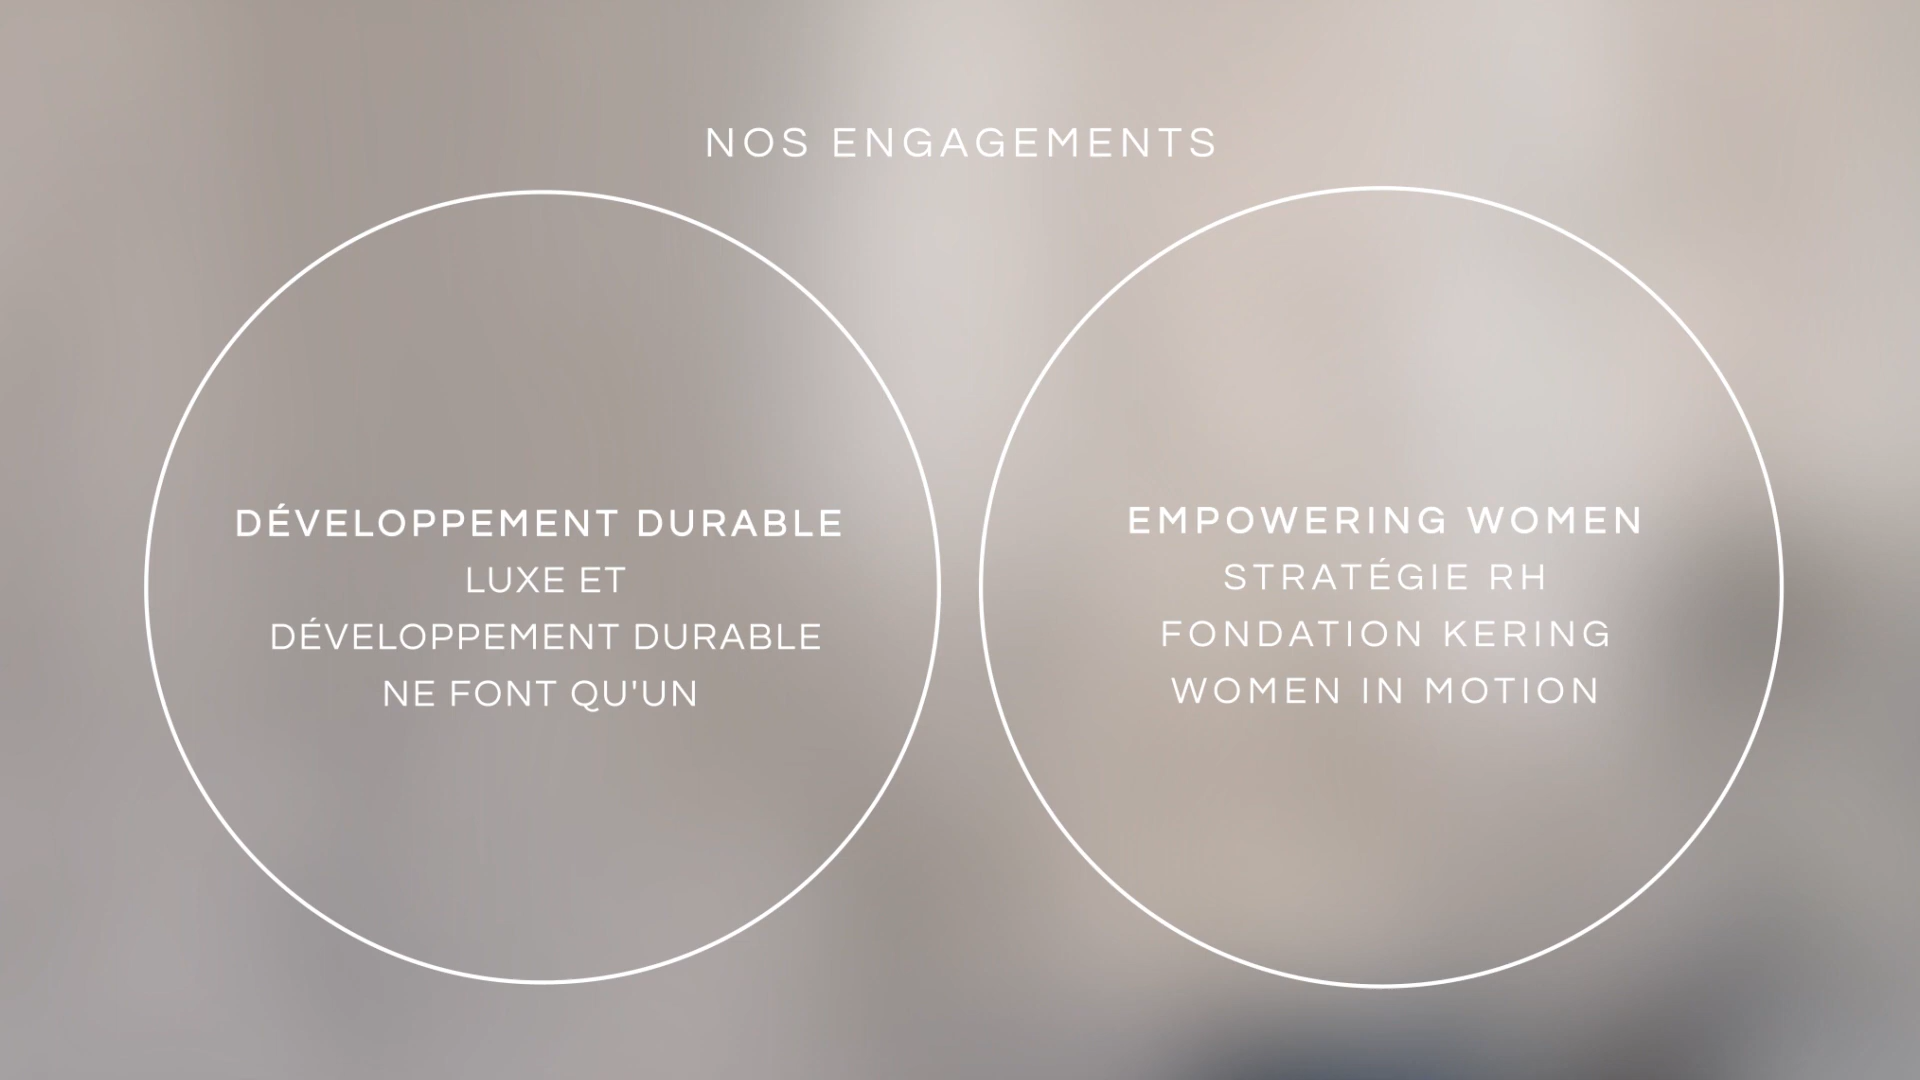 NOS ENGAGEMENTS
DÉVELOPPEMENT DURABLE
LUXE ET
DÉVELOPPEMENT DURABLE
NE FONT QU'UN
EMPOWERING WOMEN
STRATÉGIE RH
FONDATION KERING
WOMEN IN MOTION